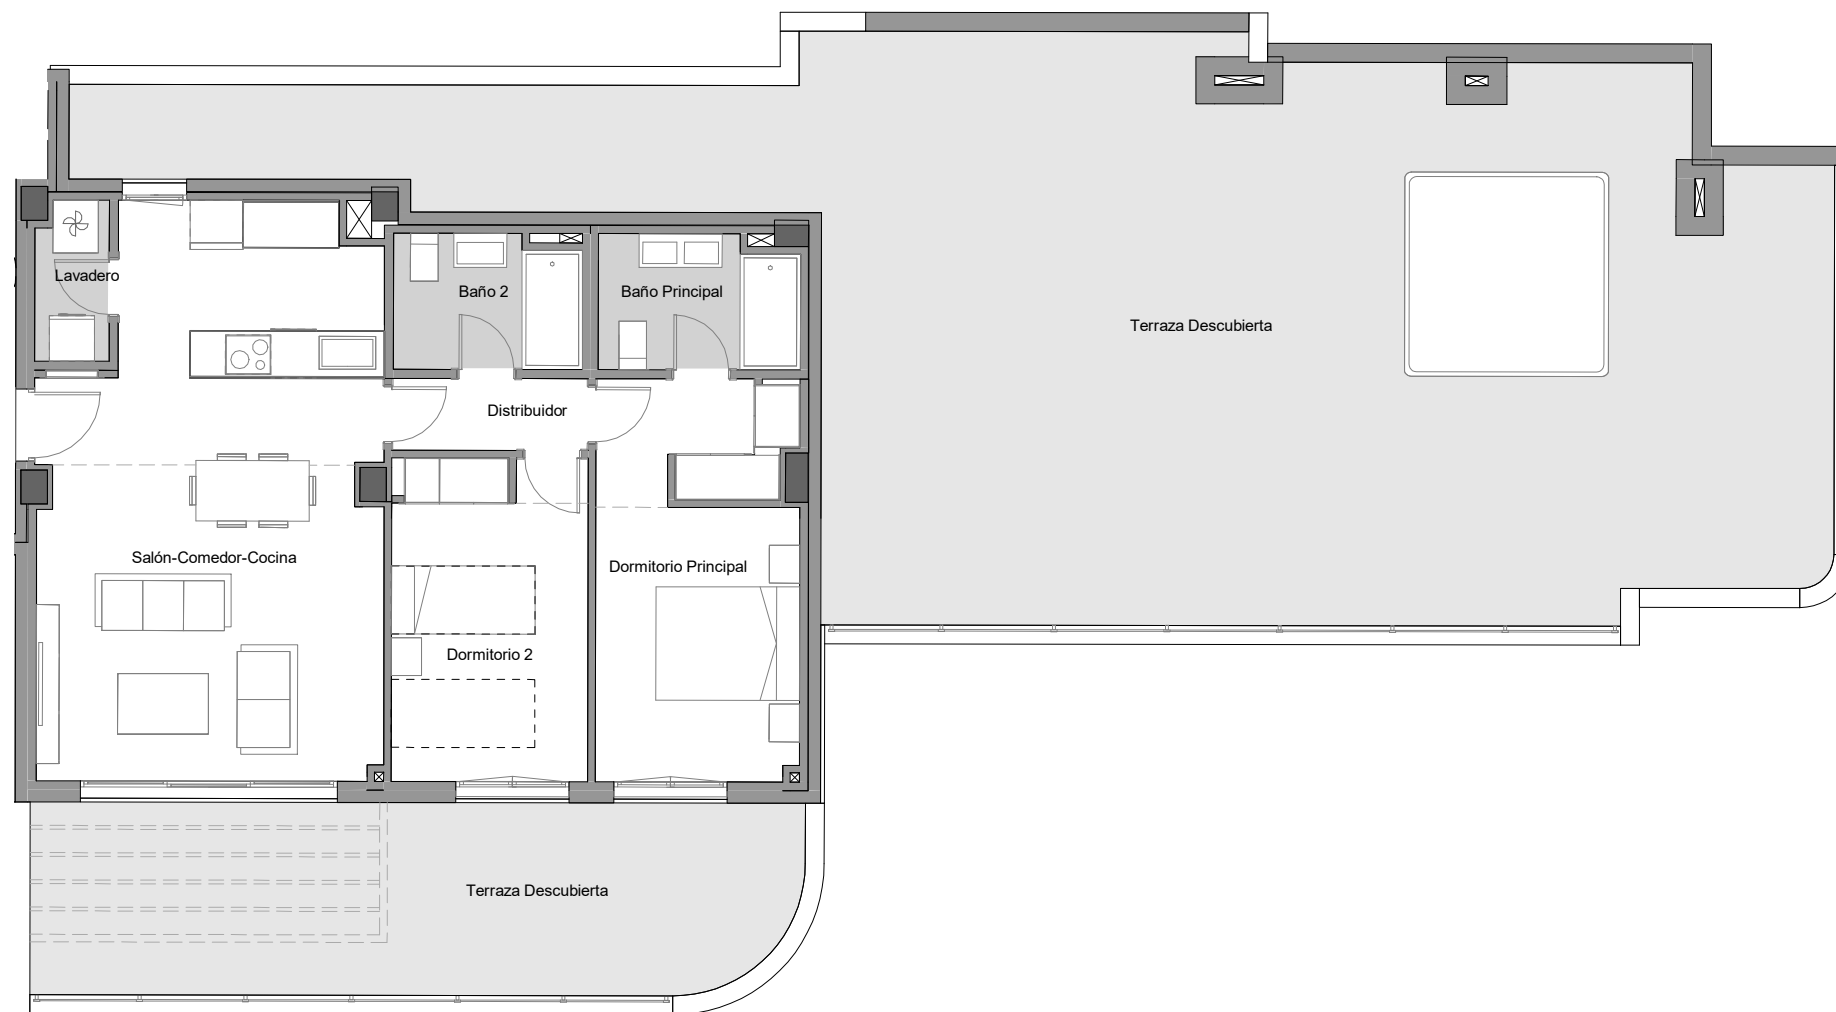 Lavadero
Baño 2
Baño Principal
Terraza Descubierta
Distribuidor
Salón-Comedor-Cocina
Dormitorio Principal
Dormitorio 2
Terraza Descubierta